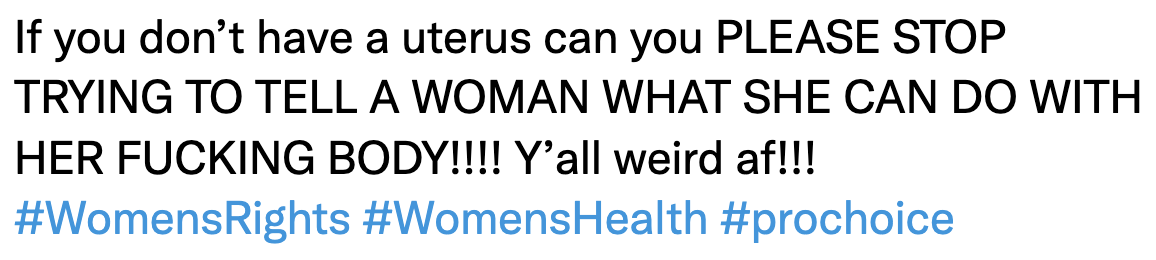 If you don’t have a uterus can you PLEASE STOP
TRYING TO TELL A WOMAN WHAT SHE CAN DO WITH
HER FUCKING BODY!!!! Y’all weird af!!!
#WomensRights #WomensHealth #prochoice